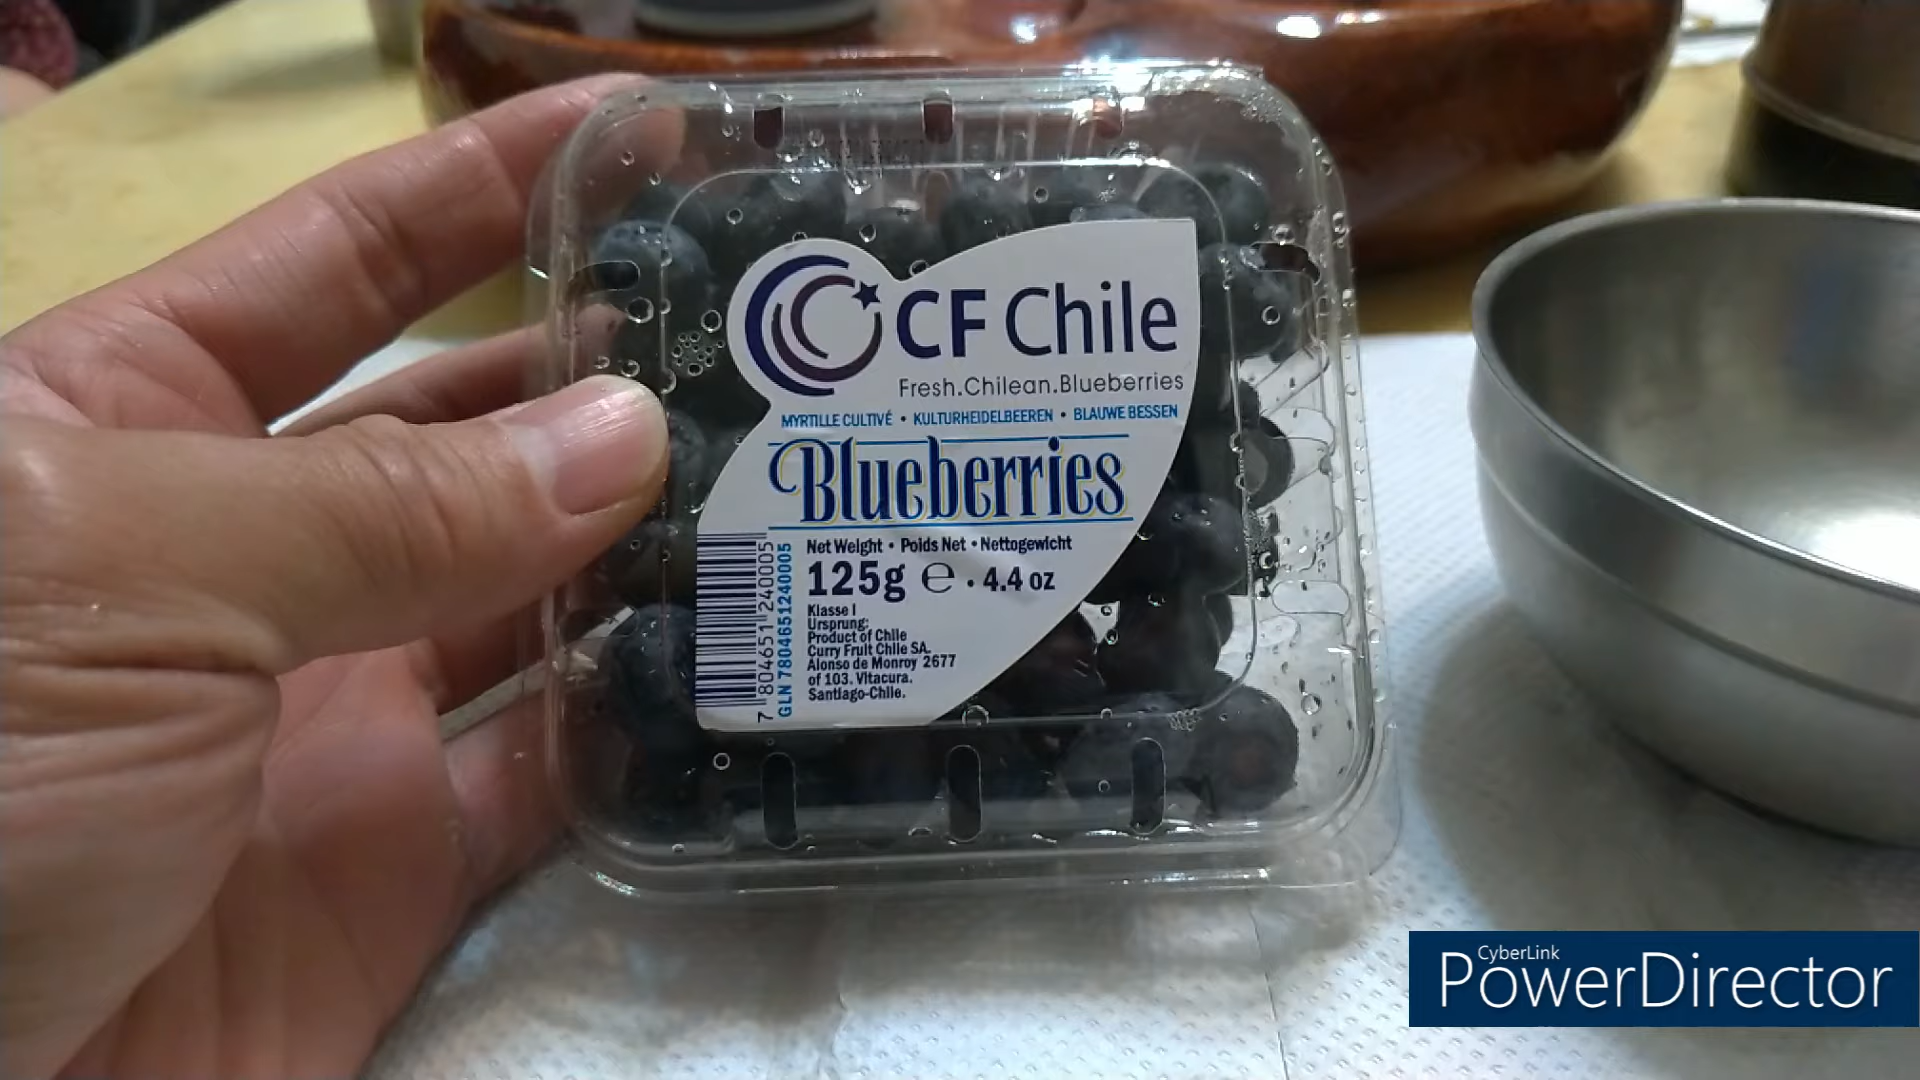 CF Chile
Fresh.Chilean.Blueberries
MYRTILLE CULTIVÉ • KULTURHEIDELBEEREN • BLAUWE BESSEN
Blueberries
Net Weight • Poids Net • Nettogewicht
125g ℮ • 4.4 oz
Klasse I
Ursprung:
Product of Chile
Curry Fruit Chile SA.
Alonso de Monroy 2677
of 103. Vitacura.
Santiago-Chile.
7 804651 240005
GLN 7804651240005
CyberLink
PowerDirector